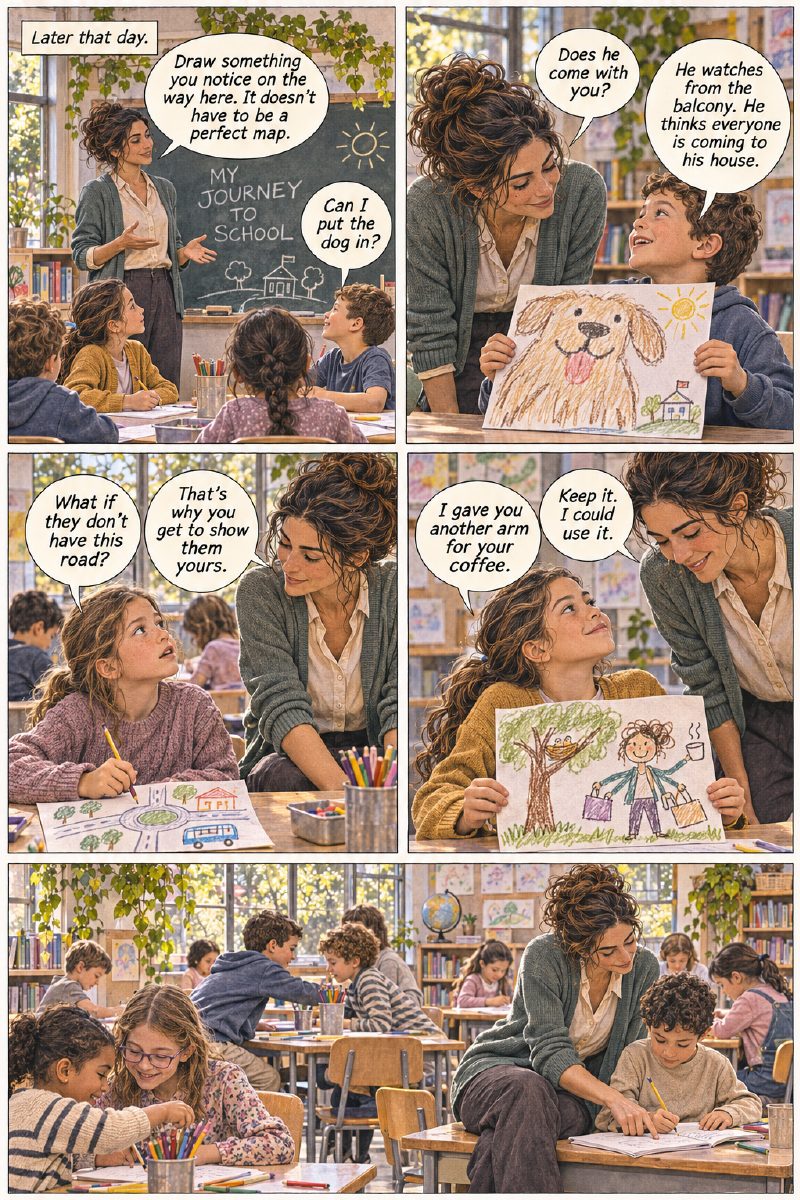 Later that day.
Draw something
you notice on the
way here. It doesn't
have to be a
perfect map.
MY
JOURNEY
TO
SCHOOL
Can I
put the
dog in?
Does he
come with
you?
He watches
from the
balcony. He
thinks everyone
is coming to
his house.
What if
they don't
have this
road?
That's
why you
get to show
them
yours.
I gave you
another arm
for your
coffee.
Keep it.
I could
use it.